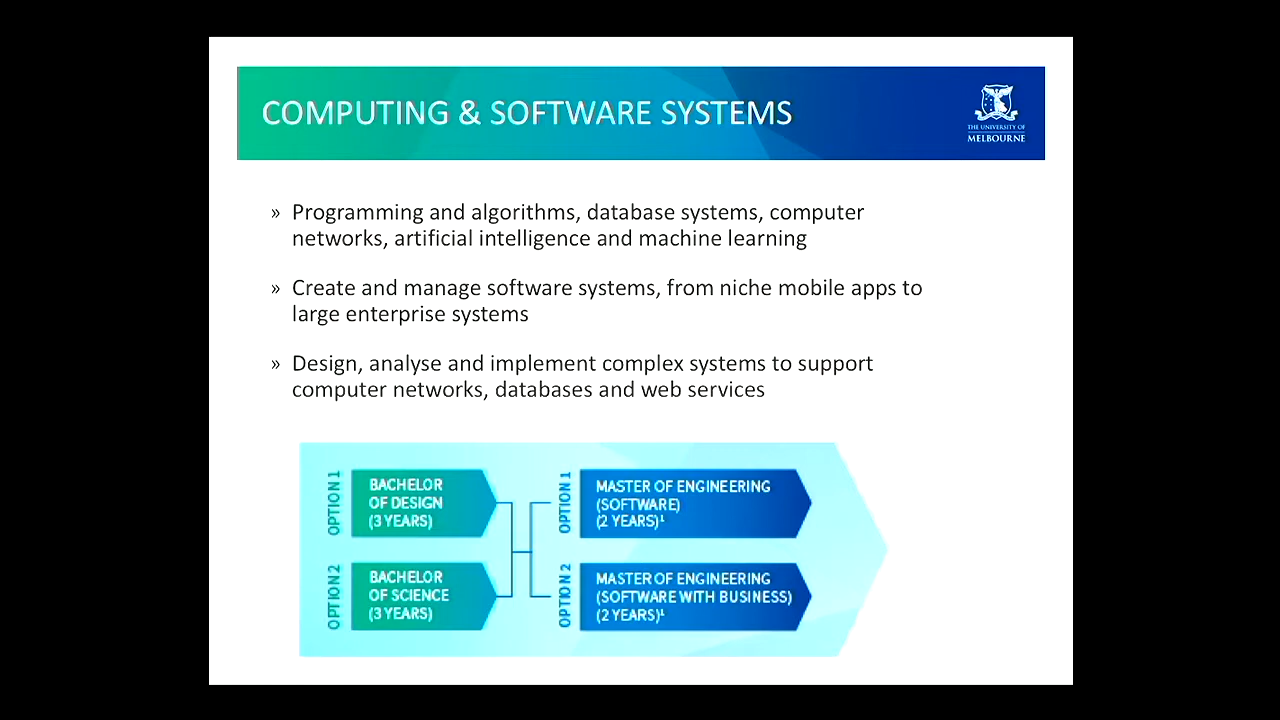 COMPUTING & SOFTWARE SYSTEMS
THE UNIVERSITY OF
MELBOURNE
» Programming and algorithms, database systems, computer
networks, artificial intelligence and machine learning
» Create and manage software systems, from niche mobile apps to
large enterprise systems
» Design, analyse and implement complex systems to support
computer networks, databases and web services
OPTION 1
BACHELOR
OF DESIGN
(3 YEARS)
OPTION 2
BACHELOR
OF SCIENCE
(3 YEARS)
OPTION 1
MASTER OF ENGINEERING
(SOFTWARE)
(2 YEARS)¹
OPTION 2
MASTER OF ENGINEERING
(SOFTWARE WITH BUSINESS)
(2 YEARS)¹